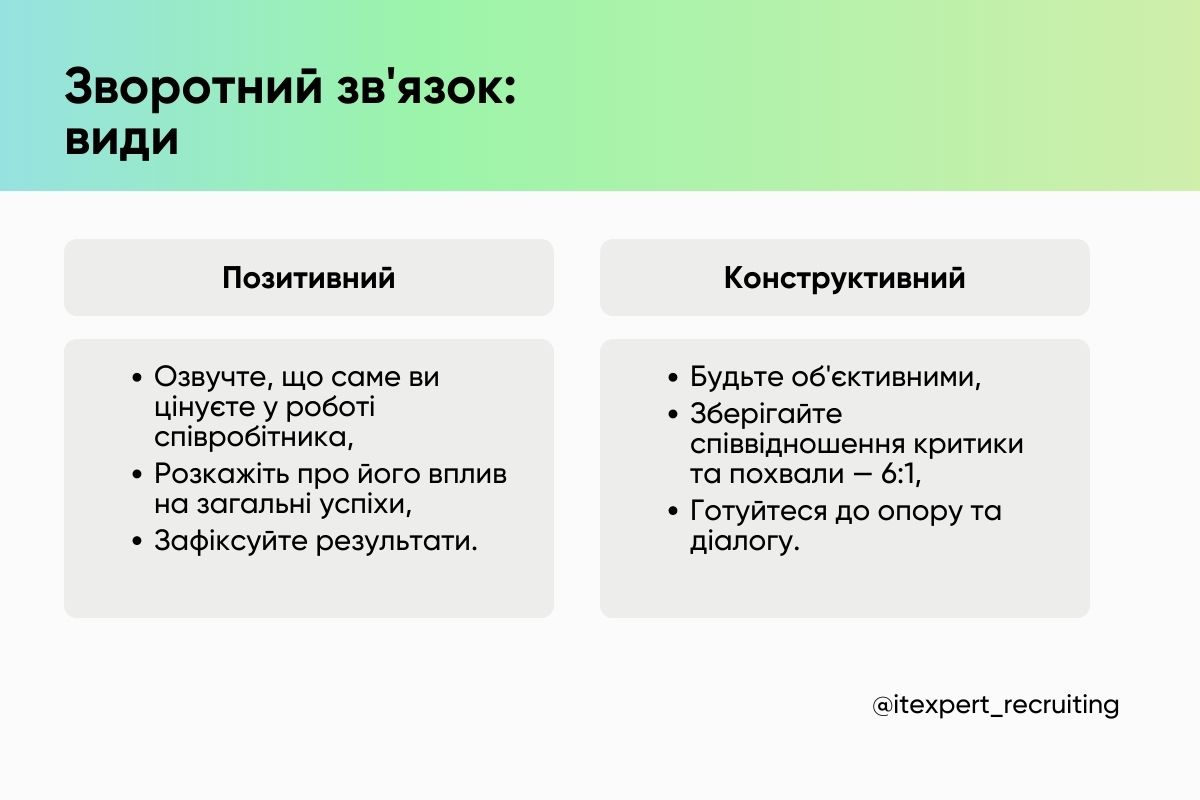 Зворотний зв'язок:
види
Позитивний
• Озвучте, що саме ви
цінуєте у роботі
співробітника,
• Розкажіть про його вплив
на загальні успіхи,
• Зафіксуйте результати.
Конструктивний
• Будьте об'єктивними,
• Зберігайте
співвідношення критики
та похвали — 6:1,
• Готуйтеся до опору та
діалогу.
@itexpert_recruiting